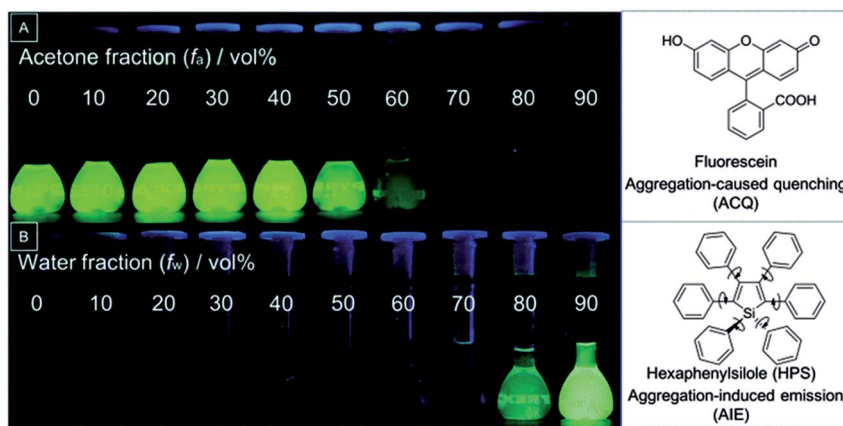 A
Acetone fraction (fa) / vol%
0 10 20 30 40 50 60 70 80 90
HO
O
O
COOH
Fluorescein
Aggregation-caused quenching
(ACQ)
B
Water fraction (fw) / vol%
0 10 20 30 40 50 60 70 80 90
Si
Hexaphenylsilole (HPS)
Aggregation-induced emission
(AIE)